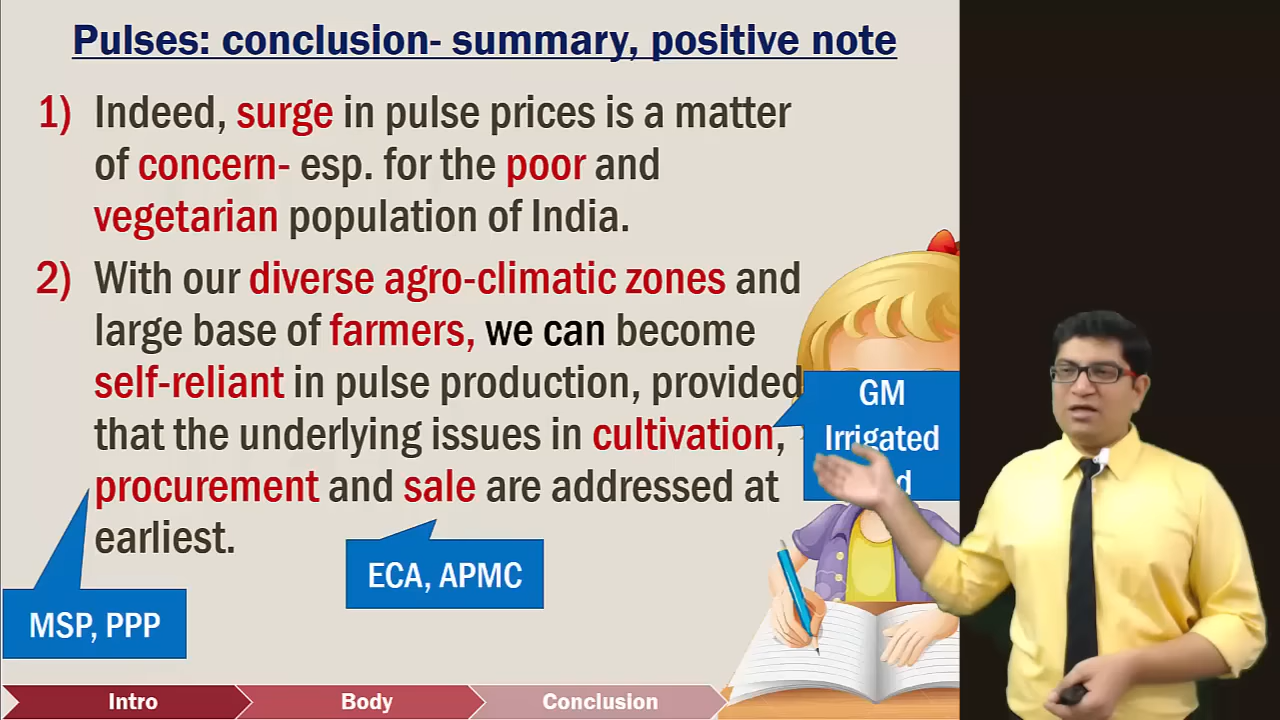 Pulses: conclusion- summary, positive note
1) Indeed, surge in pulse prices is a matter
of concern- esp. for the poor and
vegetarian population of India.
2) With our diverse agro-climatic zones and
large base of farmers, we can become
self-reliant in pulse production, provided
that the underlying issues in cultivation,
procurement and sale are addressed at
earliest.
GM
Irrigated
ECA, APMC
MSP, PPP
Intro
Body
Conclusion